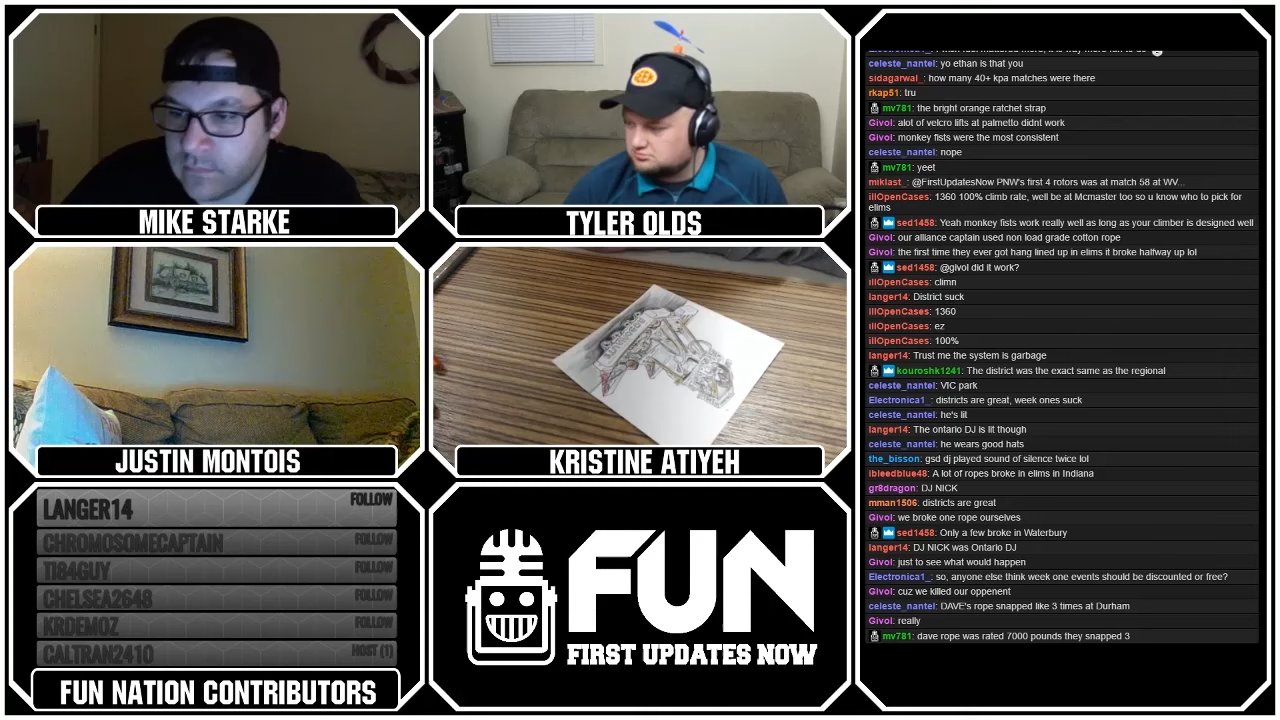 MIKE STARKE
TYLER OLDS
JUSTIN MONTOIS
KRISTINE ATIYEH
LANGER14 FOLLOW
CHROMOSOMECAPTAIN FOLLOW
TI84GUY FOLLOW
CHELSEA2648 FOLLOW
KRDEMOZ FOLLOW
CALTRAN2410 HOST (1)
FUN NATION CONTRIBUTORS
FUN
FIRST UPDATES NOW
celeste_nantel: yo ethan is that you
sidagarwal_: how many 40+ kpa matches were there
rkap51: tru
mv781: the bright orange ratchet strap
Givol: alot of velcro lifts at palmetto didnt work
Givol: monkey fists were the most consistent
celeste_nantel: nope
mv781: yeet
miklast_: @FirstUpdatesNow PNW's first 4 rotors was at match 58 at WV...
illOpenCases: 1360 100% climb rate, well be at Mcmaster too so u know who to pick for
elims
sed1458: Yeah monkey fists work really well as long as your climber is designed well
Givol: our alliance captain used non load grade cotton rope
Givol: the first time they ever got hang lined up in elims it broke halfway up lol
sed1458: @givol did it work?
illOpenCases: climn
langer14: District suck
illOpenCases: 1360
illOpenCases: ez
illOpenCases: 100%
langer14: Trust me the system is garbage
kouroshk1241: The district was the exact same as the regional
celeste_nantel: VIC park
Electronica1_: districts are great, week ones suck
celeste_nantel: he's lit
langer14: The ontario DJ is lit though
celeste_nantel: he wears good hats
the_bisson: gsd dj played sound of silence twice lol
ibleedblue48: A lot of ropes broke in elims in Indiana
gr8dragon: DJ NICK
mman1506: districts are great
Givol: we broke one rope ourselves
sed1458: Only a few broke in Waterbury
langer14: DJ NICK was Ontario DJ
Givol: just to see what would happen
Electronica1_: so, anyone else think week one events should be discounted or free?
Givol: cuz we killed our oppenent
celeste_nantel: DAVE's rope snapped like 3 times at Durham
Givol: really
mv781: dave rope was rated 7000 pounds they snapped 3